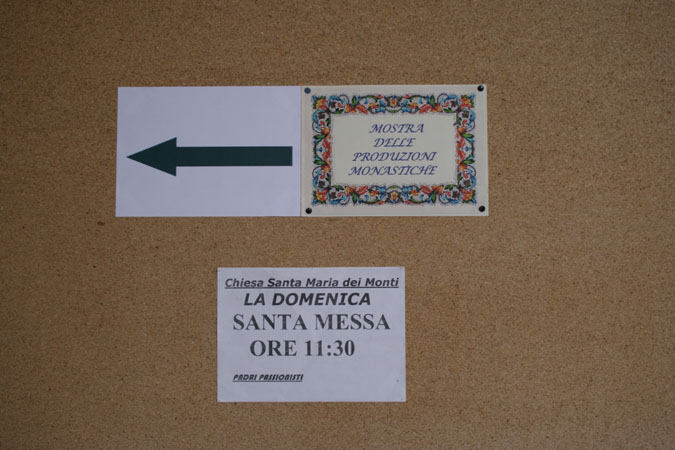 MOSTRA
DELLE
PRODUZIONI
MONASTICHE
Chiesa Santa Maria dei Monti
LA DOMENICA
SANTA MESSA
ORE 11:30
PADRI PASSIONISTI